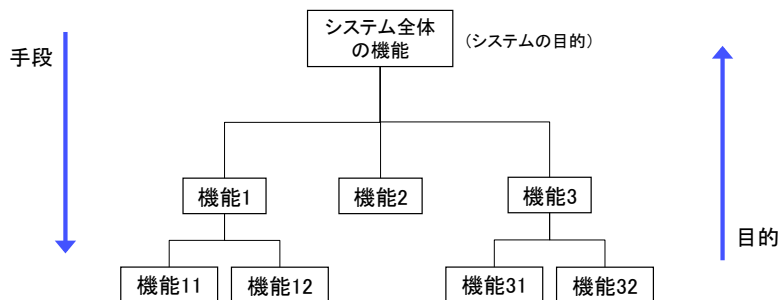 システム全体
の機能
(システムの目的)
手段
機能1
機能2
機能3
目的
機能11
機能12
機能31
機能32